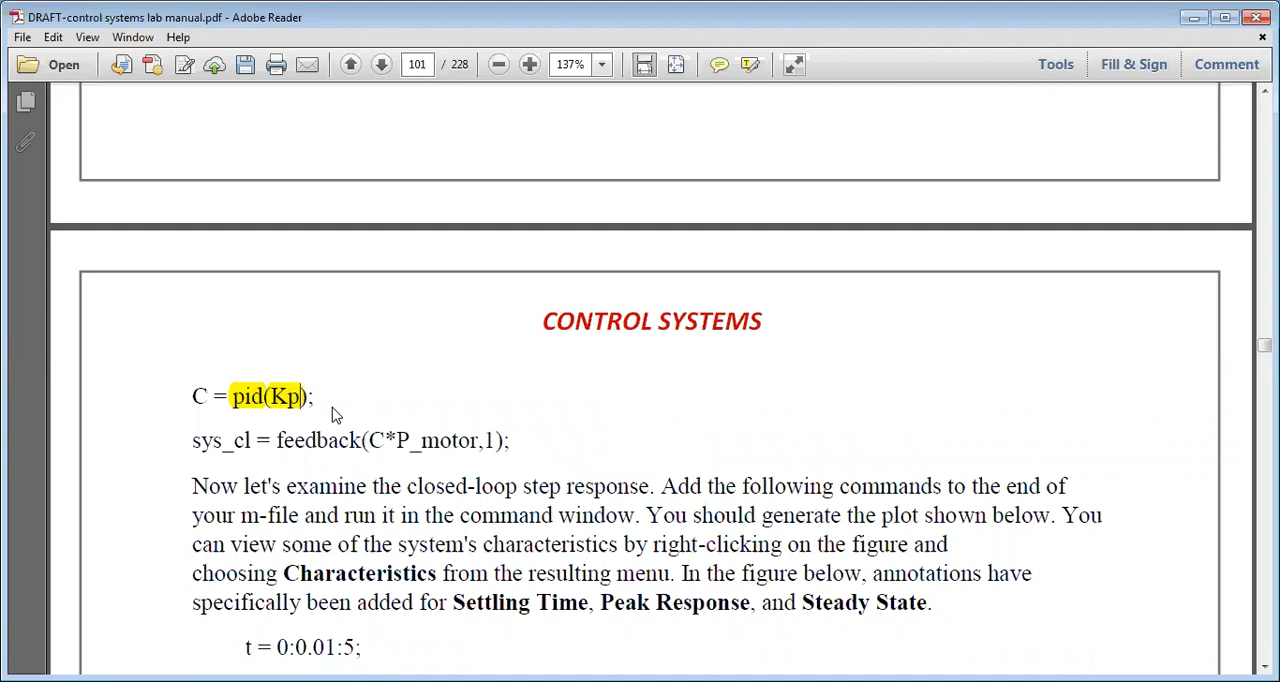 DRAFT-control systems lab manual.pdf - Adobe Reader
File Edit View Window Help
Open 101 / 228 137% Tools Fill & Sign Comment
CONTROL SYSTEMS
C = pid(Kp);
sys_cl = feedback(C*P_motor,1);
Now let's examine the closed-loop step response. Add the following commands to the end of
your m-file and run it in the command window. You should generate the plot shown below. You
can view some of the system's characteristics by right-clicking on the figure and
choosing Characteristics from the resulting menu. In the figure below, annotations have
specifically been added for Settling Time, Peak Response, and Steady State.
t = 0:0.01:5;